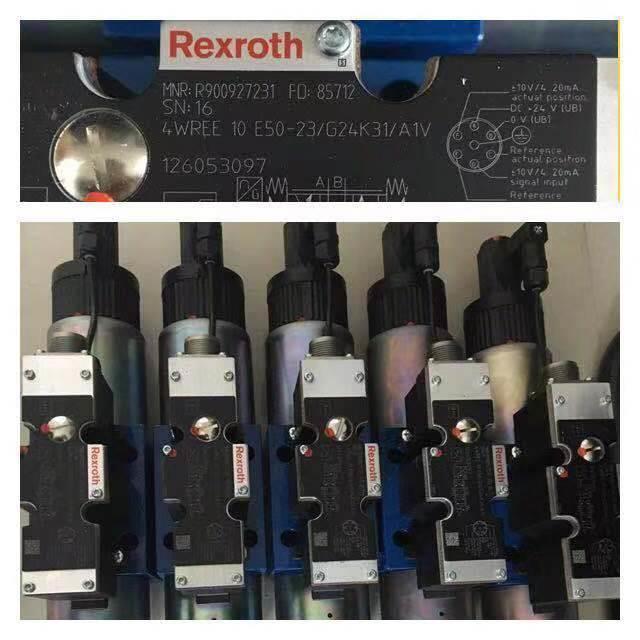 Rexroth
MNR: R900927231 FD: 85712
SN: 16
4WREE 10 E50-23/G24K31/A1V
126053097
G
A B
±10V/4..20mA
actual position
DC +24 V (UB)
0 V (UB)
Reference
actual position
±10V/4..20mA
signal input
Reference
Rexroth
Rexroth
Rexroth
Rexroth